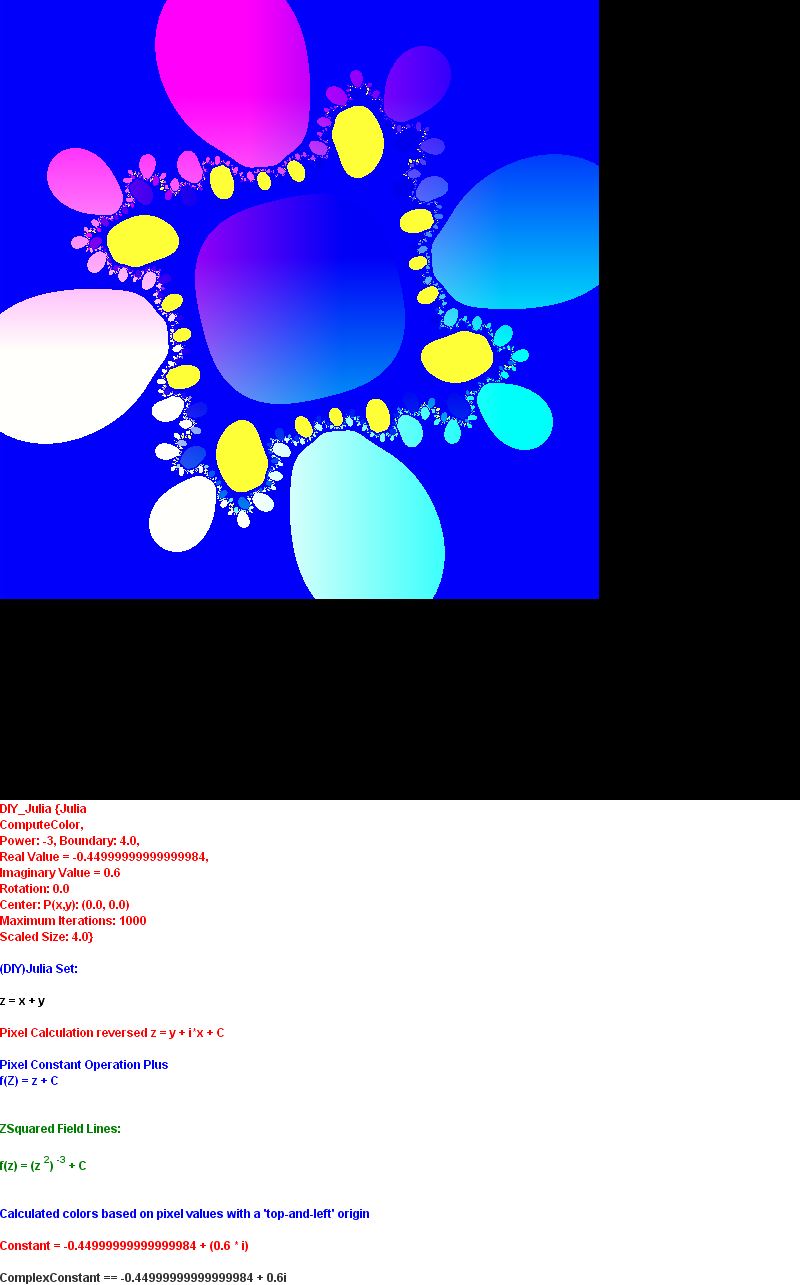 DIY_Julia {Julia
ComputeColor,
Power: -3, Boundary: 4.0,
Real Value = -0.44999999999999984,
Imaginary Value = 0.6
Rotation: 0.0
Center: P(x,y): (0.0, 0.0)
Maximum Iterations: 1000
Scaled Size: 4.0}
(DIY)Julia Set:
z = x + y
Pixel Calculation reversed z = y + i*x + C
Pixel Constant Operation Plus
f(Z) = z + C
ZSquared Field Lines:
f(z) = (z ²) ⁻³ + C
Calculated colors based on pixel values with a 'top-and-left' origin
Constant = -0.44999999999999984 + (0.6 * i)
ComplexConstant == -0.44999999999999984 + 0.6i